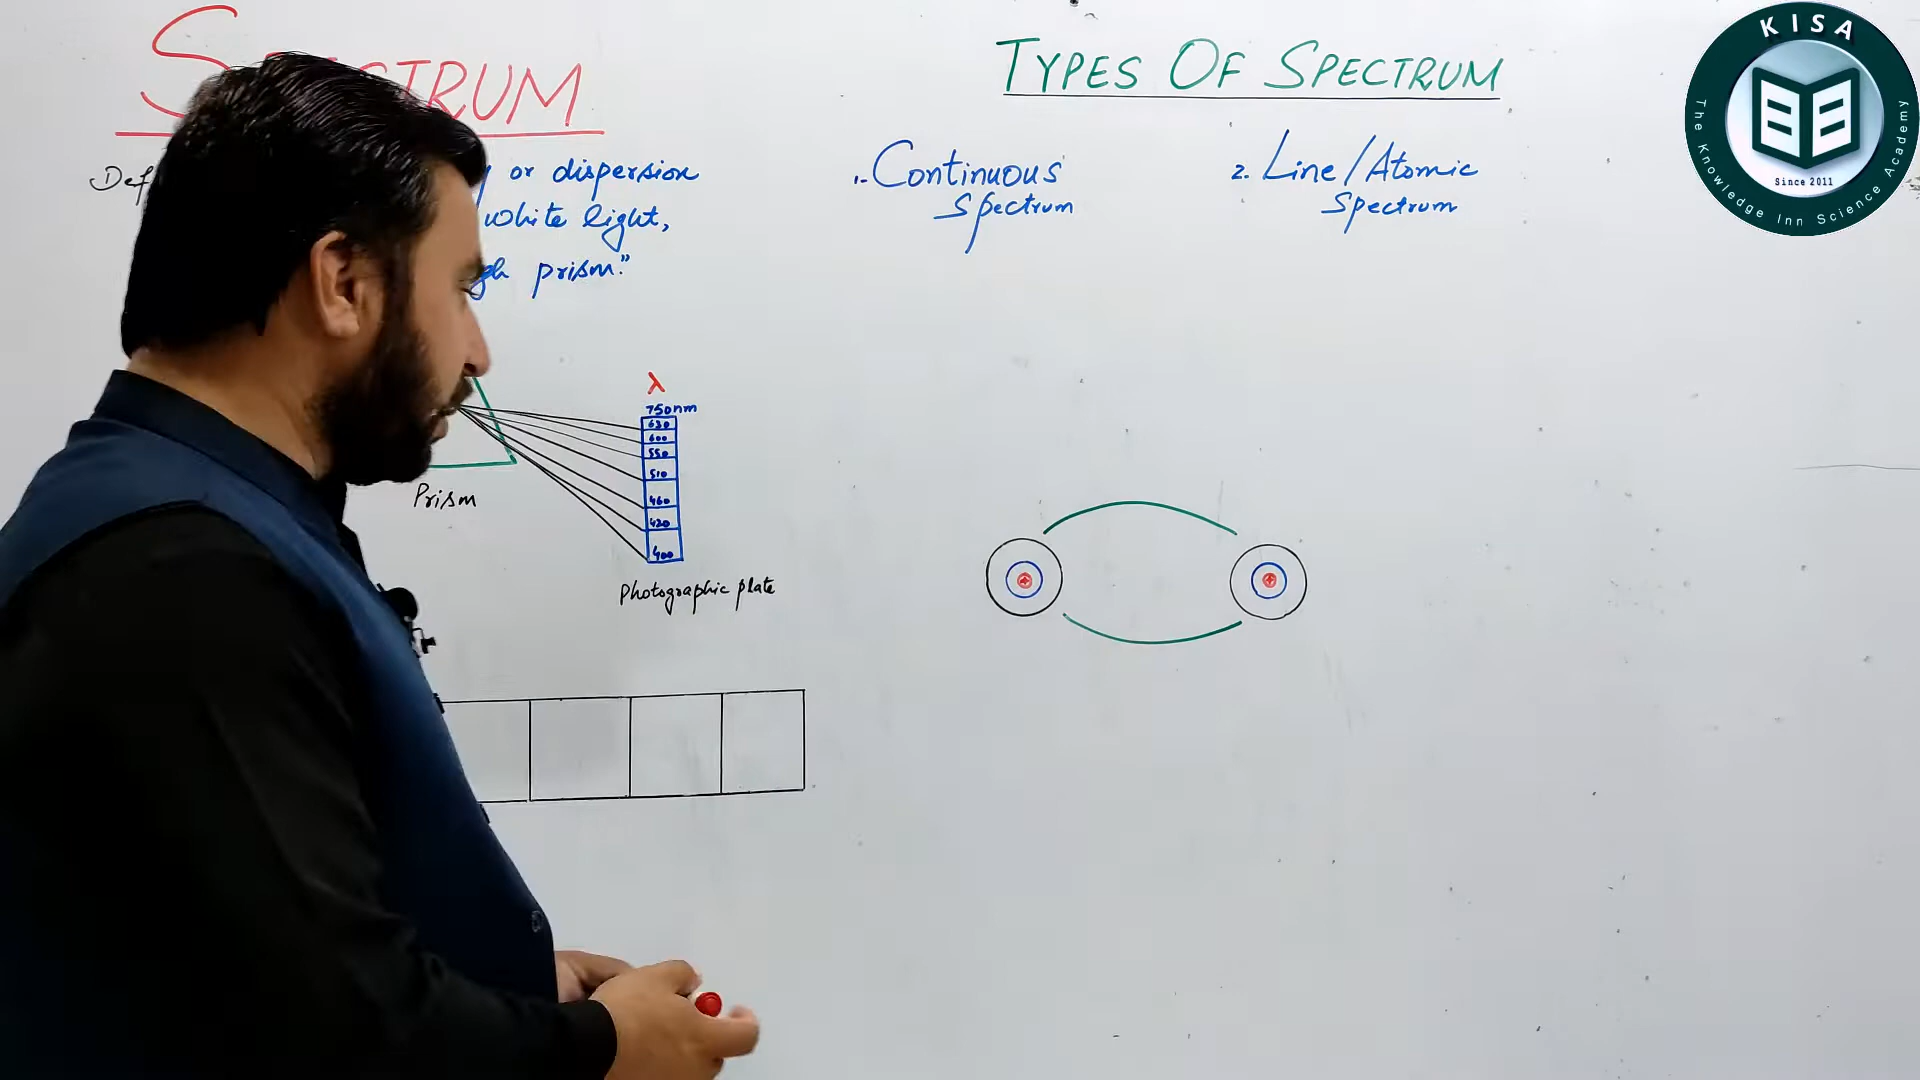 SPECTRUM
Def
or dispersion
white light,
prism."
Prism
λ
750nm
630
600
550
510
460
420
400
Photographic plate
TYPES OF SPECTRUM
1. Continuous
Spectrum
2. Line/Atomic
Spectrum
+
+
KISA
The Knowledge Inn Science Academy
Since 2011